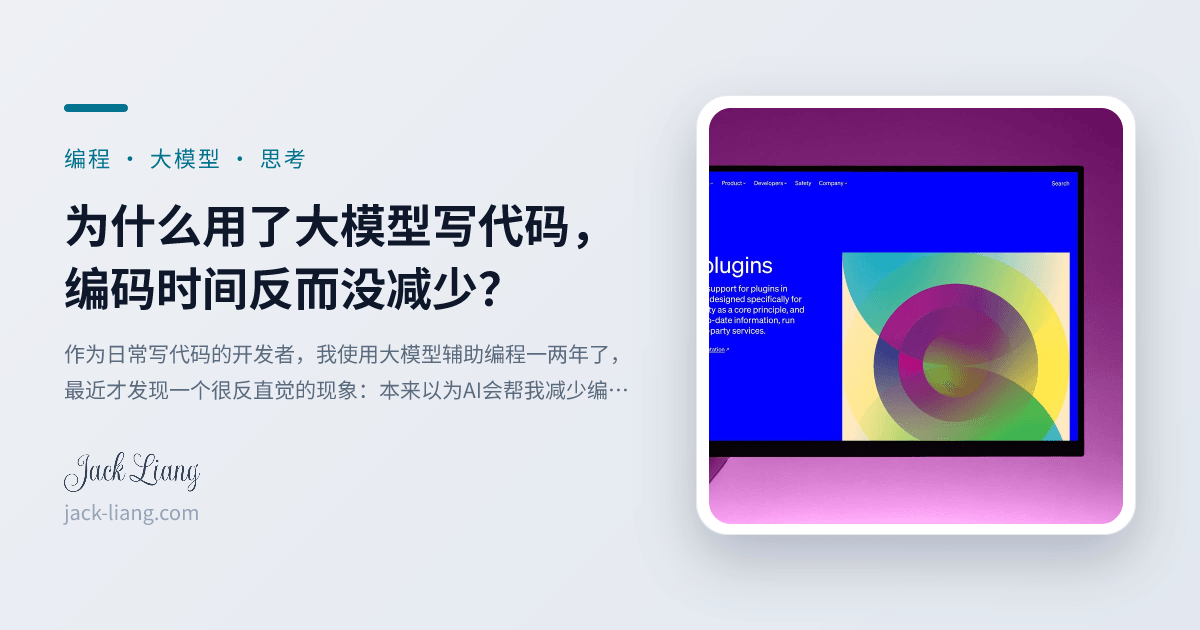 编程 · 大模型 · 思考
为什么用了大模型写代码，
编码时间反而没减少？
作为日常写代码的开发者，我使用大模型辅助编程一两年了，
最近才发现一个很反直觉的现象：本来以为AI会帮我减少编…
Jack Liang
jack-liang.com
Product Developers Safety Company Search
plugins
support for plugins in
designed specifically for
ty as a core principle, and
-date information, run
party services.